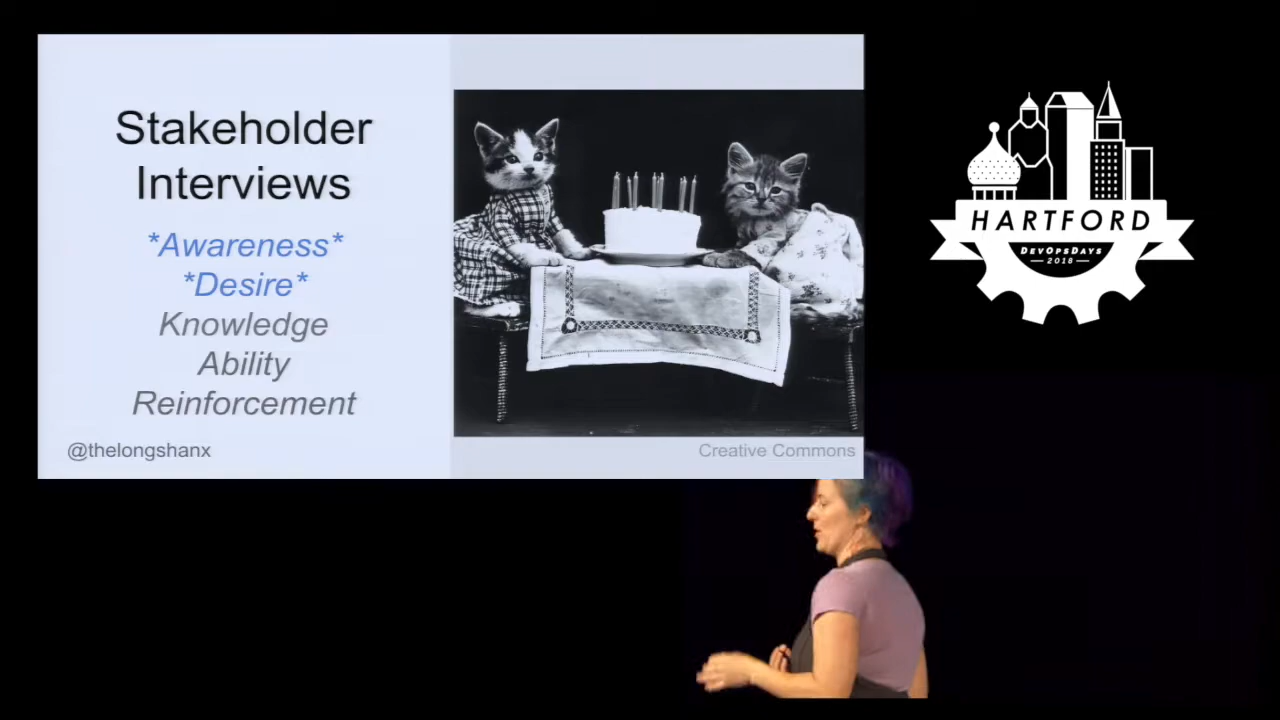 Stakeholder
Interviews
*Awareness*
*Desire*
Knowledge
Ability
Reinforcement
@thelongshanx
Creative Commons
HARTFORD
DEVOPSDAYS
—2018—